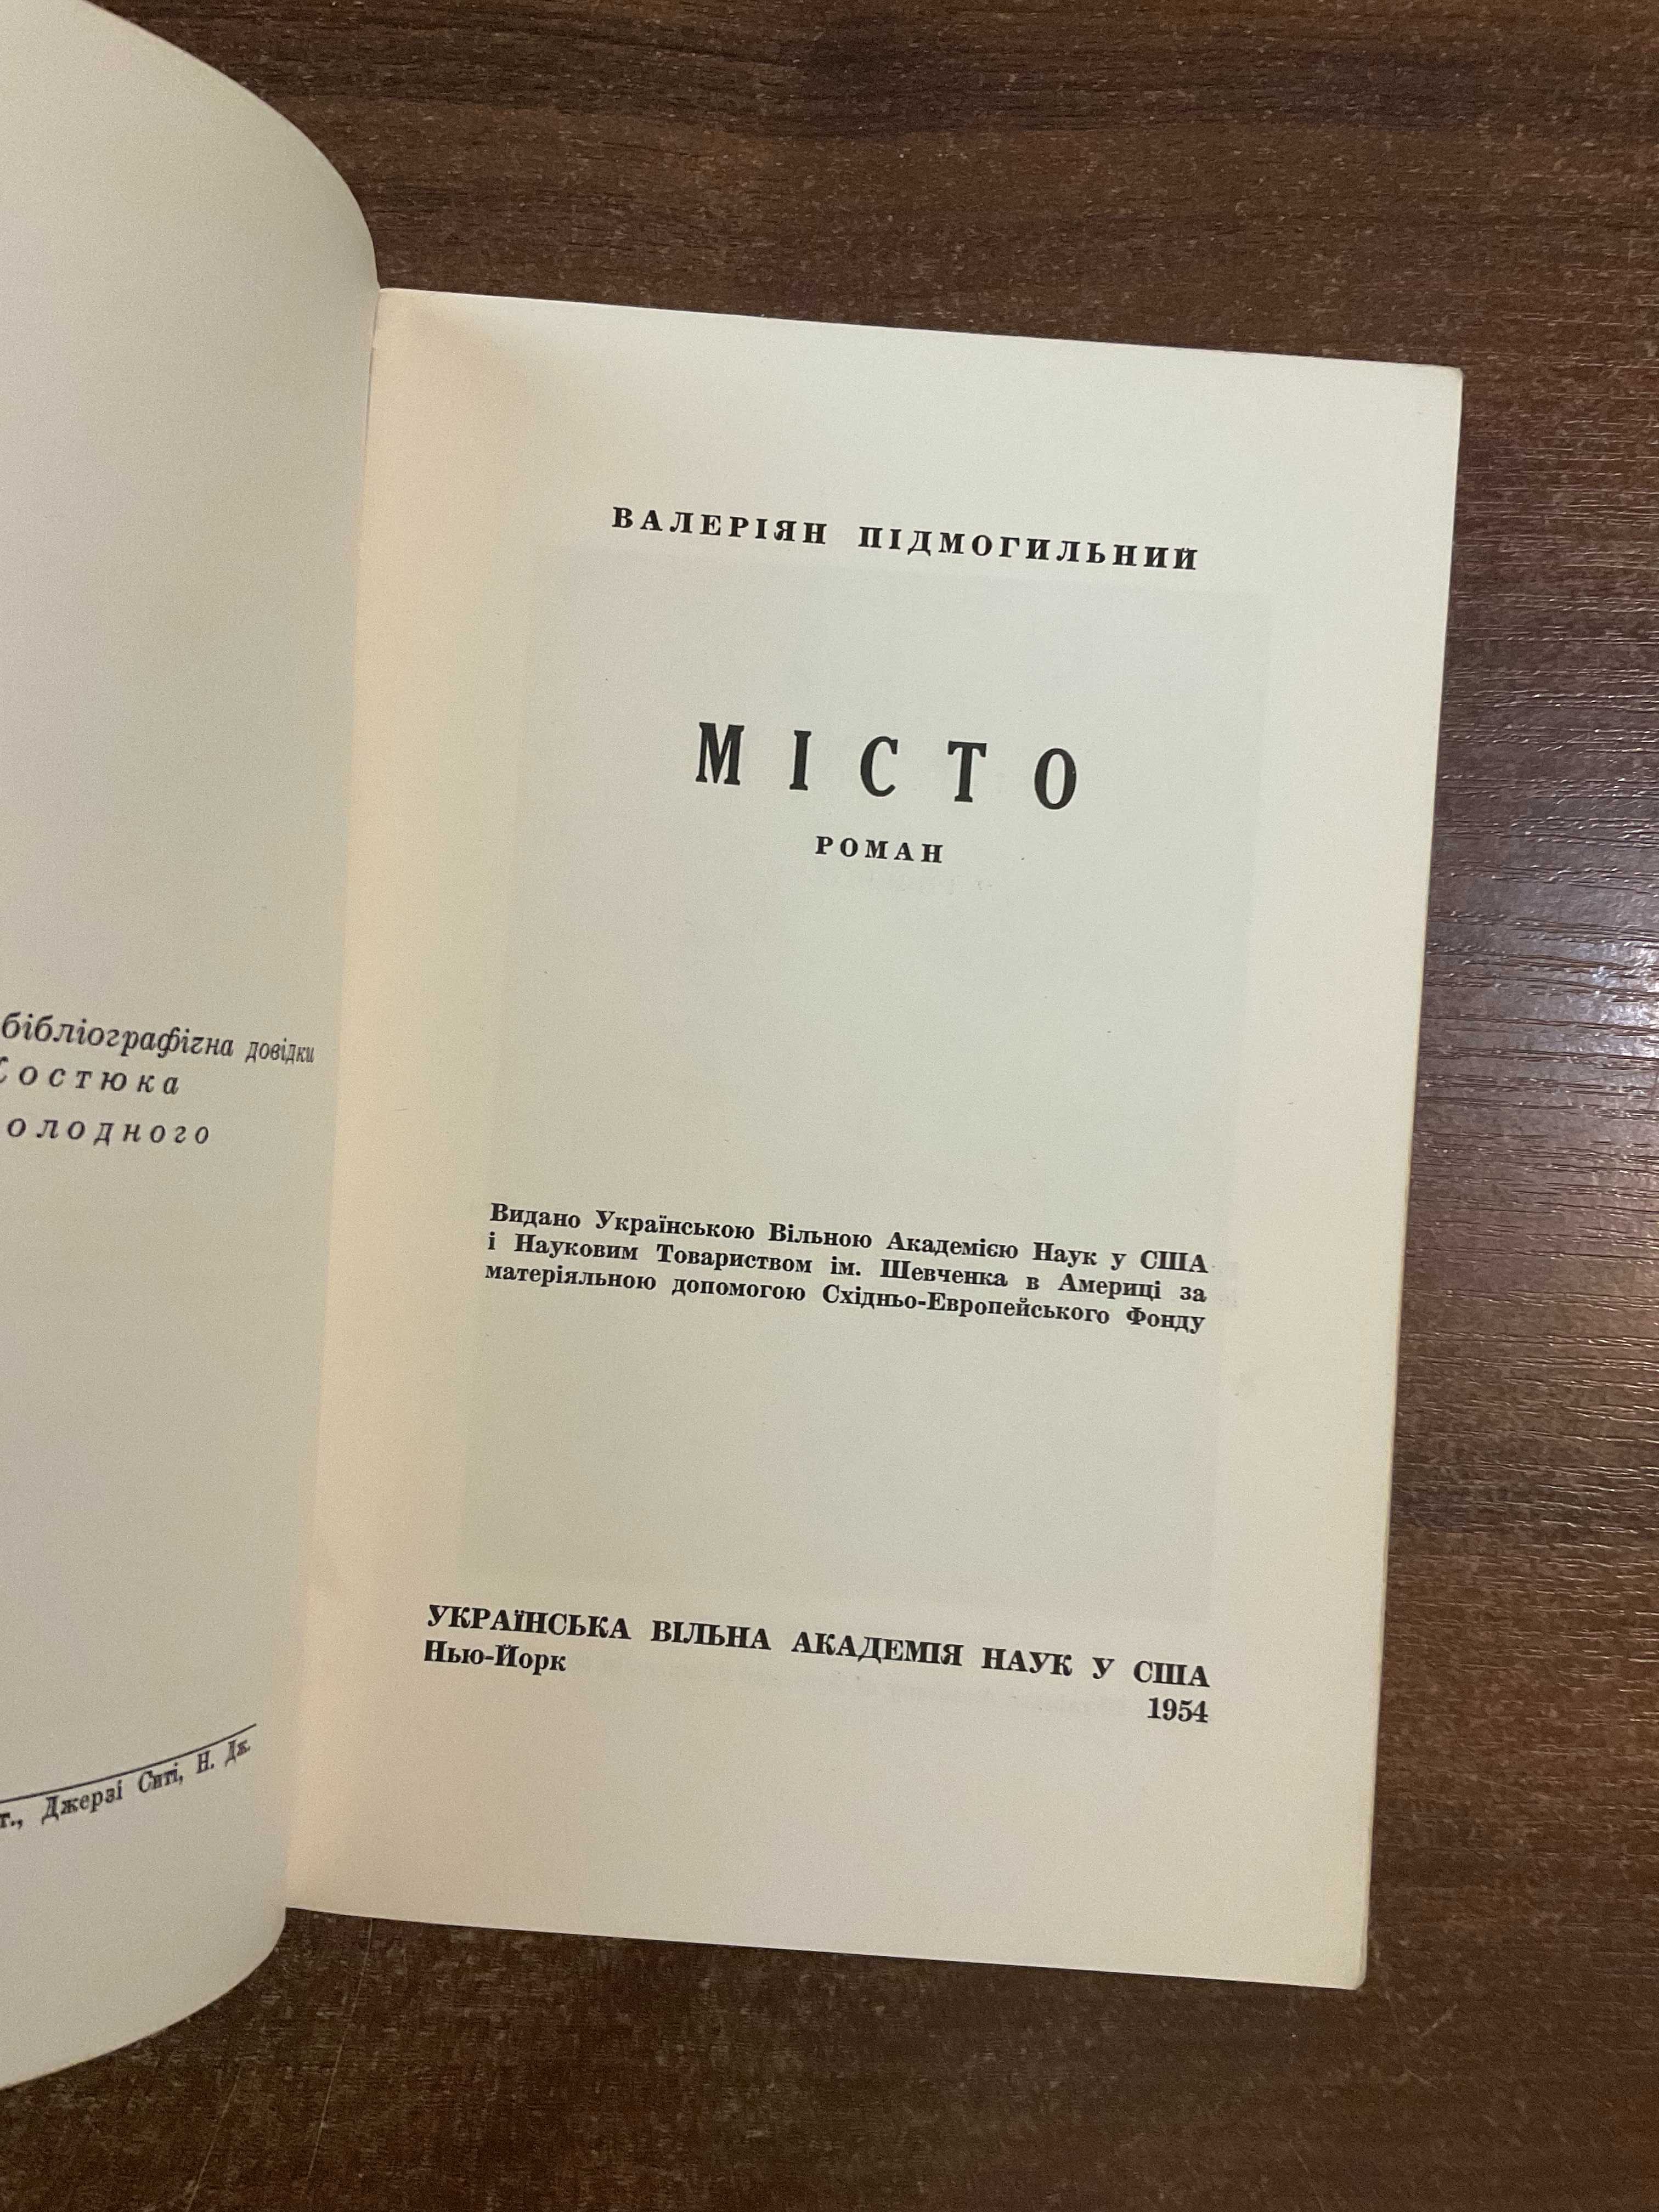 бібліографічна довідки
Костюка
олодного
т., Джерзі Ситі, Н. Дж.
ВАЛЕРІЯН ПІДМОГИЛЬНИЙ
МІСТО
РОМАН
Видано Українською Вільною Академією Наук у США
і Науковим Товариством ім. Шевченка в Америці за
матеріяльною допомогою Східньо-Европейського Фонду
УКРАЇНСЬКА ВІЛЬНА АКАДЕМІЯ НАУК У США
Нью-Йорк
1954